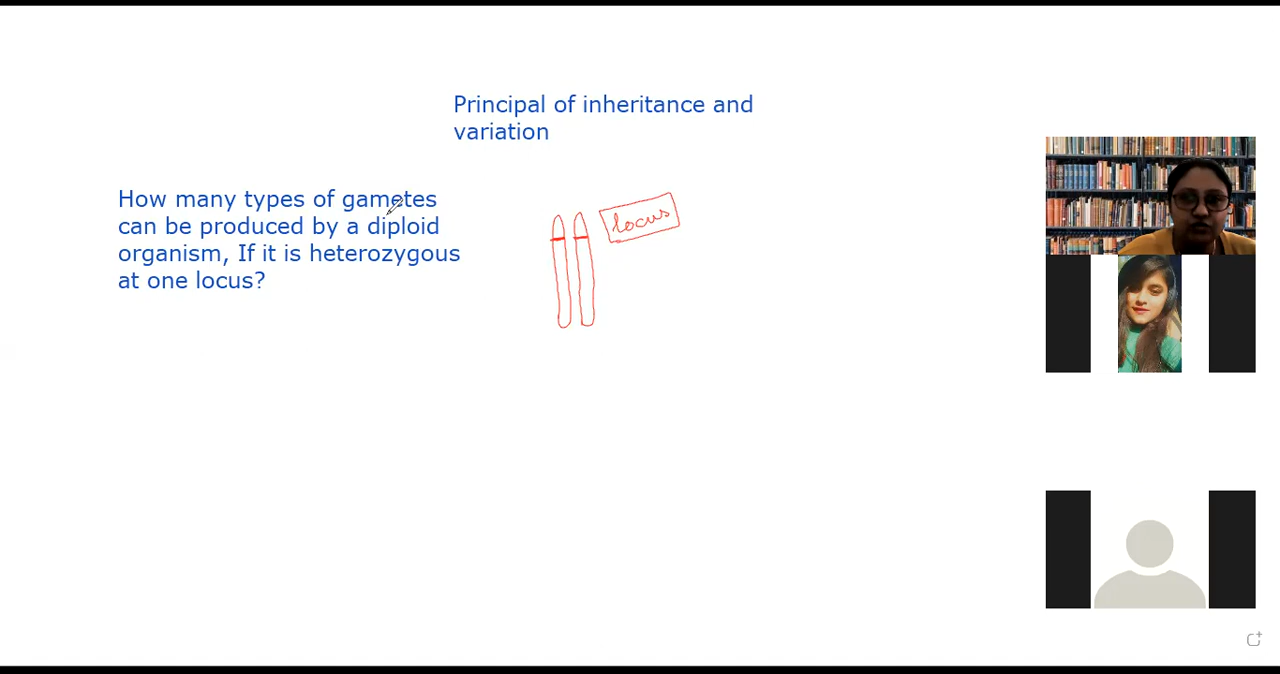 Principal of inheritance and
variation
How many types of gametes
can be produced by a diploid
organism, If it is heterozygous
at one locus?
locus